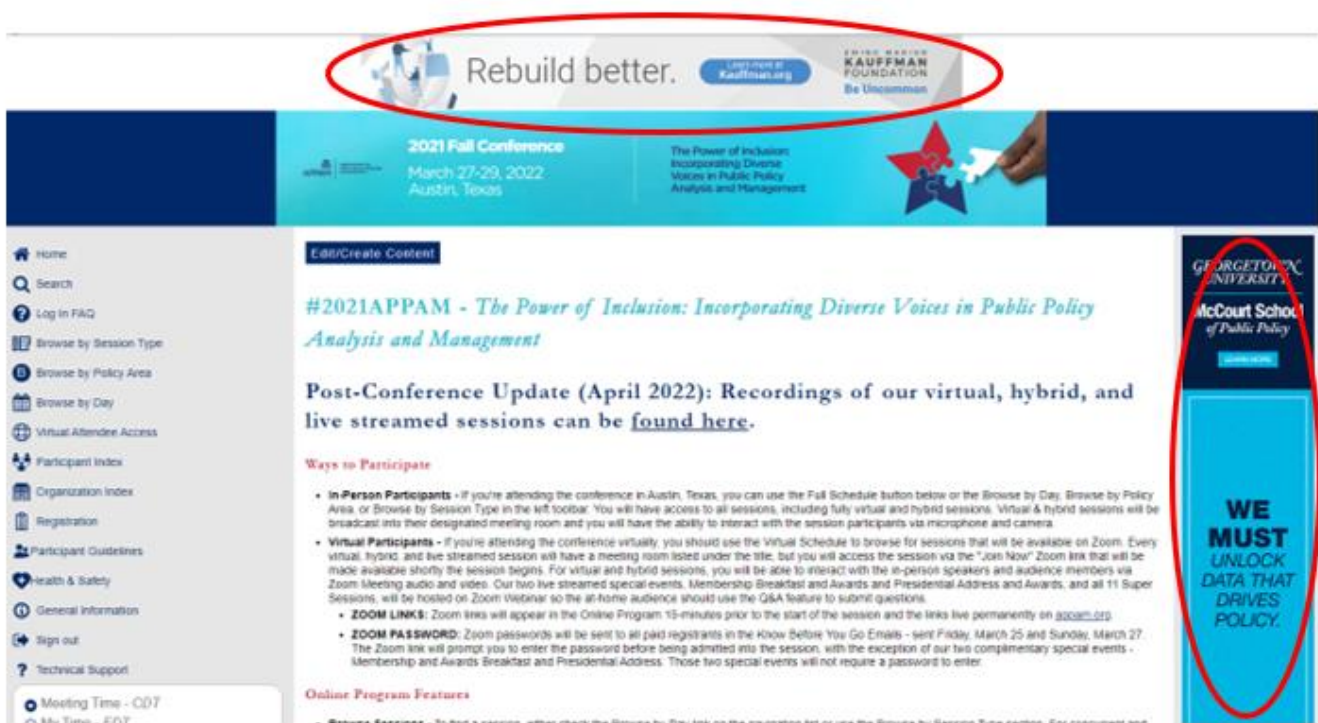 Rebuild better.
Learn more at
Kauffman.org
EWING MARION
KAUFFMAN
FOUNDATION
Be Uncommon
2021 Fall Conference
March 27-29, 2022
Austin, Texas
The Power of Inclusion:
Incorporating Diverse
Voices in Public Policy
Analysis and Management
Home
Search
Log In FAQ
Browse by Session Type
Browse by Policy Area
Browse by Day
Virtual Attendee Access
Participant Index
Organization Index
Registration
Participant Guidelines
Health & Safety
General Information
Sign out
Technical Support
Meeting Time - CDT
My Time - EDT
Edit/Create Content
#2021APPAM - The Power of Inclusion: Incorporating Diverse Voices in Public Policy
Analysis and Management
Post-Conference Update (April 2022): Recordings of our virtual, hybrid, and
live streamed sessions can be found here.
Ways to Participate
• In-Person Participants - If you're attending the conference in Austin, Texas, you can use the Full Schedule button below or the Browse by Day, Browse by Policy
Area, or Browse by Session Type in the left toolbar. You will have access to all sessions, including fully virtual and hybrid sessions. Virtual & hybrid sessions will be
broadcast into their designated meeting room and you will have the ability to interact with the session participants via microphone and camera.
• Virtual Participants - If you're attending the conference virtually, you should use the Virtual Schedule to browse for sessions that will be available on Zoom. Every
virtual, hybrid, and live streamed session will have a meeting room listed under the title, but you will access the session via the "Join Now" Zoom link that will be
made available shortly the session begins. For virtual and hybrid sessions, you will be able to interact with the in-person speakers and audience members via
Zoom Meeting audio and video. Our two live streamed special events, Membership Breakfast and Awards and Presidential Address and Awards, and all 11 Super
Sessions, will be hosted on Zoom Webinar so the at-home audience should use the Q&A feature to submit questions.
• ZOOM LINKS: Zoom links will appear in the Online Program 15-minutes prior to the start of the session and the links live permanently on appam.org.
• ZOOM PASSWORD: Zoom passwords will be sent to all paid registrants in the Know Before You Go Emails - sent Friday, March 25 and Sunday, March 27.
The Zoom link will prompt you to enter the password before being admitted into the session, with the exception of our two complimentary special events -
Membership and Awards Breakfast and Presidential Address. Those two special events will not require a password to enter.
Online Program Features
GEORGETOWN
UNIVERSITY
McCourt School
of Public Policy
LEARN MORE
WE
MUST
UNLOCK
DATA THAT
DRIVES
POLICY.